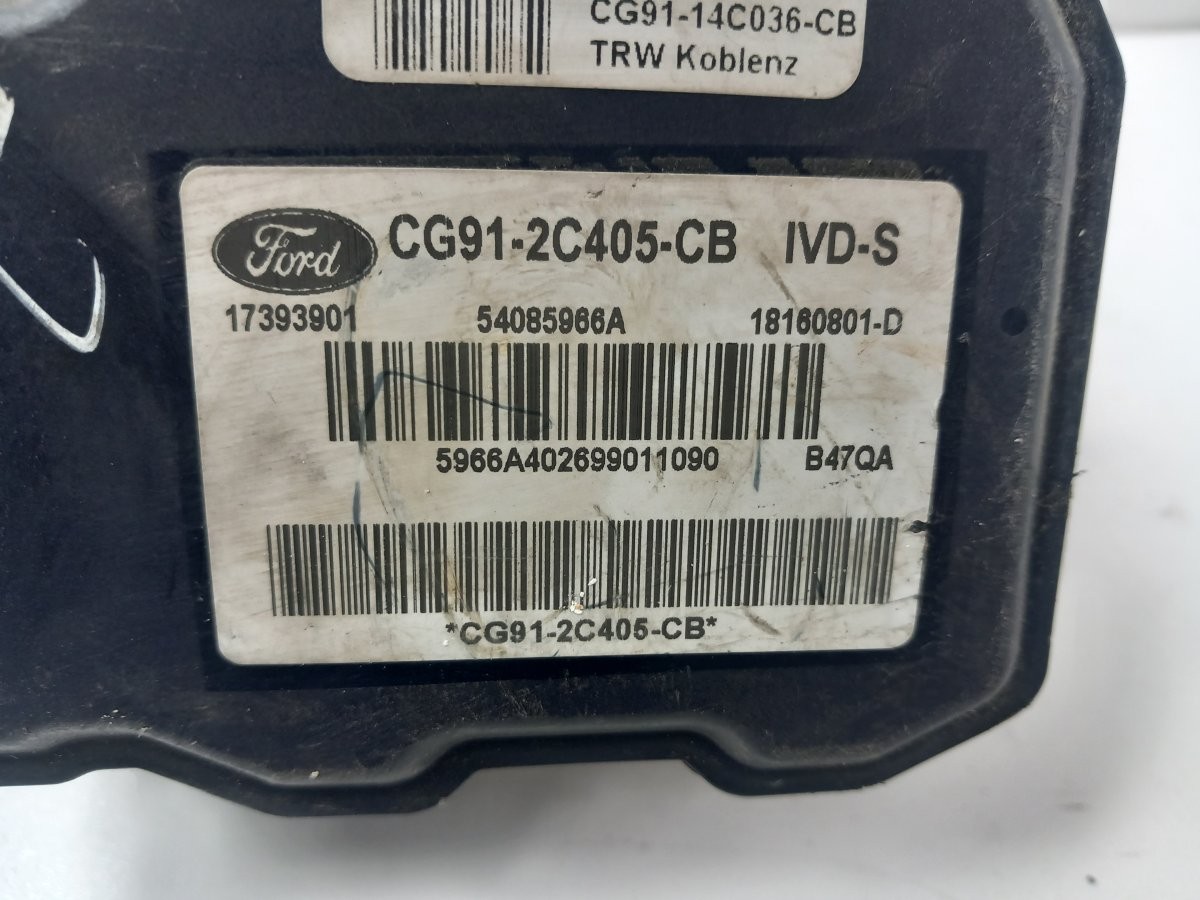 CG91-14C036-CB
TRW Koblenz
Ford CG91-2C405-CB IVD-S
17393901 54085966A 18160801-D
5966A402699011090 B47QA
*CG91-2C405-CB*